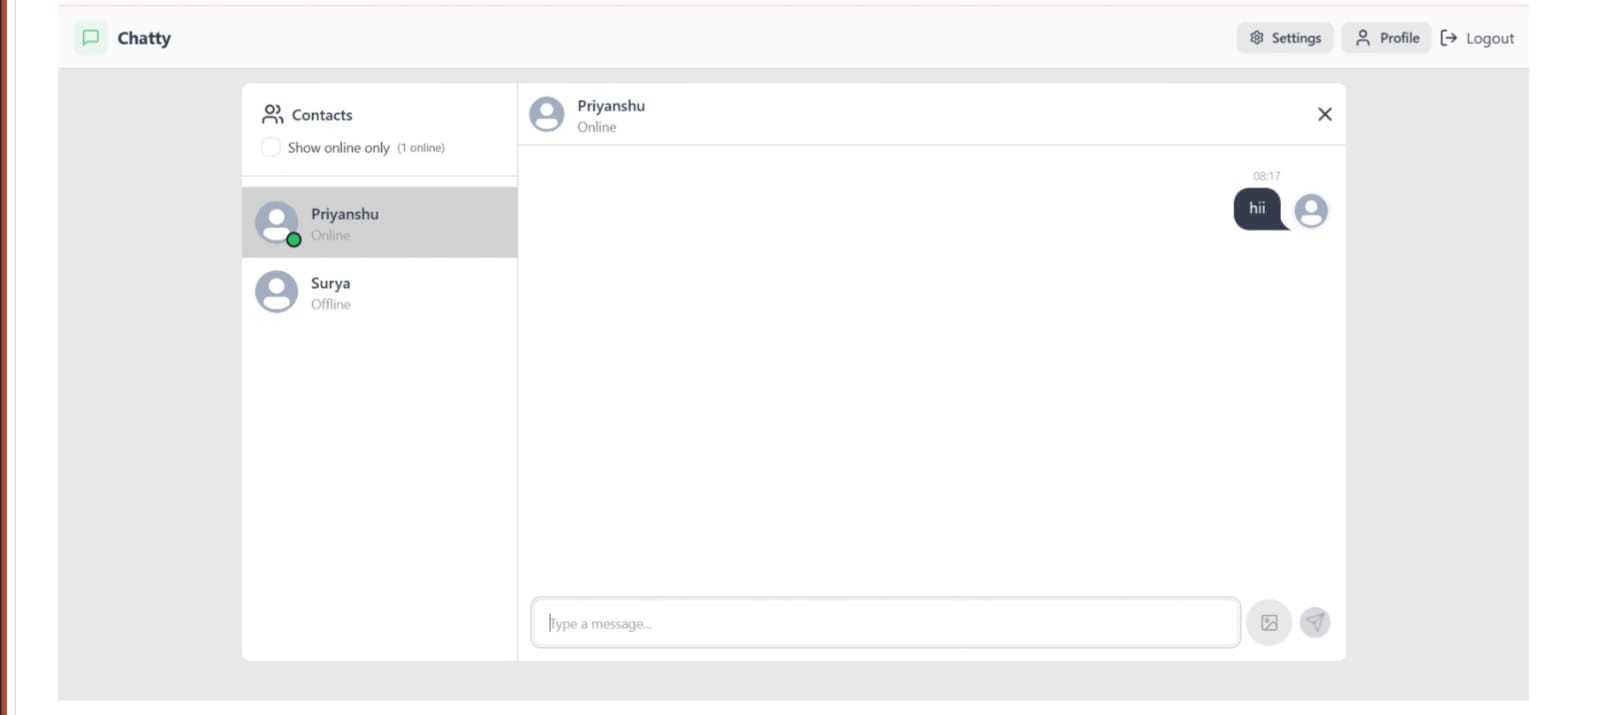 Chatty
Settings
Profile
Logout
Contacts
Show online only (1 online)
Priyanshu
Online
Surya
Offline
Priyanshu
Online
08:17
hii
Type a message...